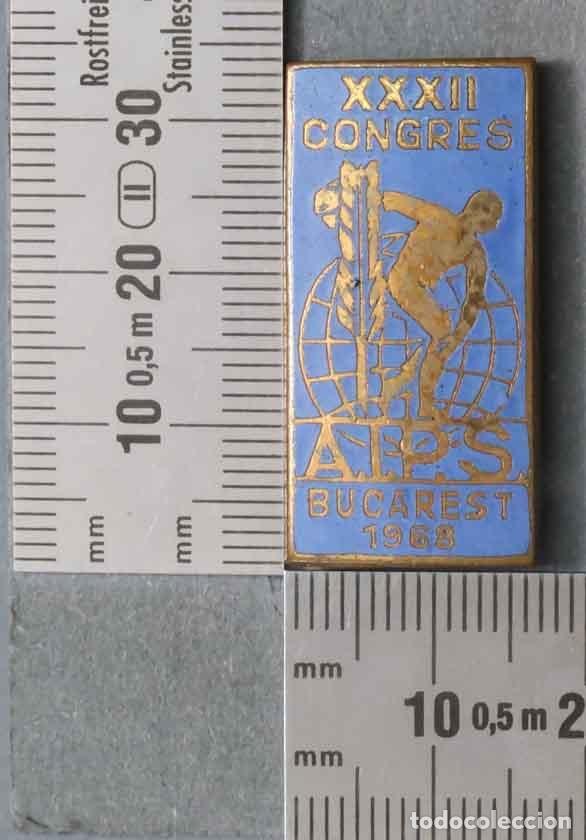 XXXII
CONGRES
A.I.P.S.
BUCAREST
1968
Rostfrei
Stainless
mm 10 0,5 m 20 II 30
mm
mm
10 0,5 m 2
mm
todocoleccion